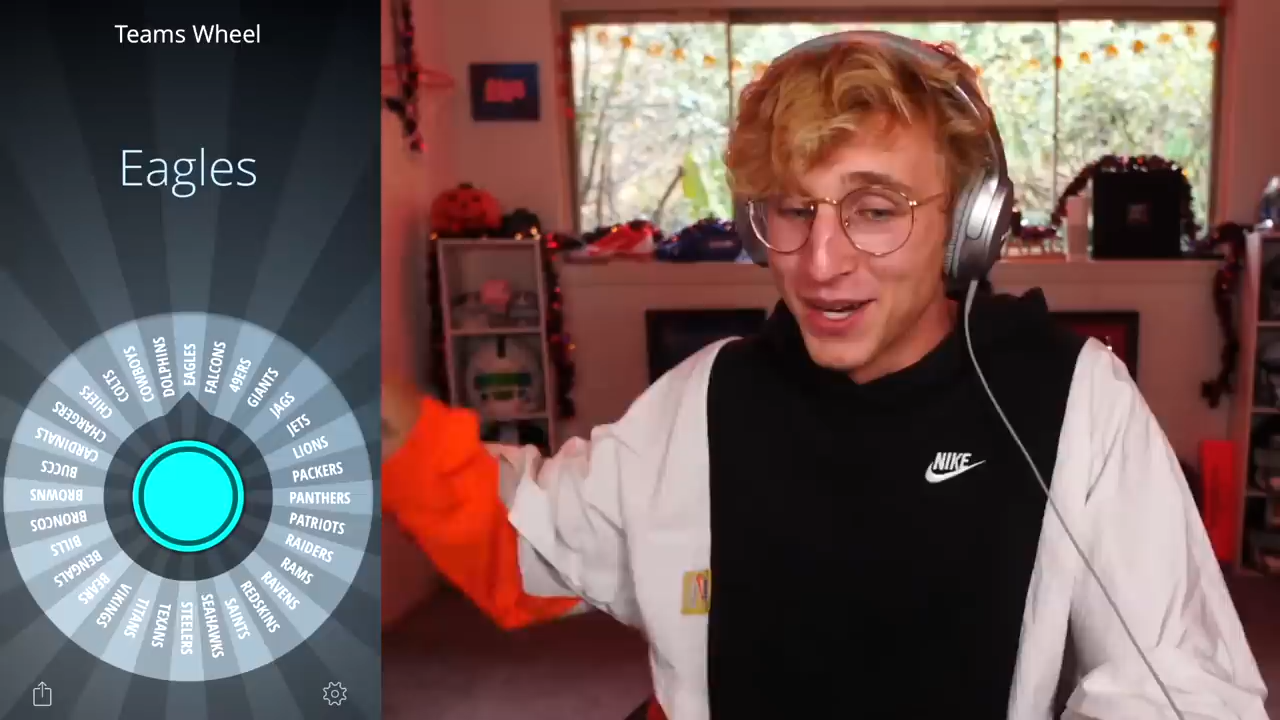 Teams Wheel
Eagles
EAGLES
FALCONS
49ERS
GIANTS
JAGS
JETS
LIONS
PACKERS
PANTHERS
PATRIOTS
RAIDERS
RAMS
RAVENS
REDSKINS
SAINTS
SEAHAWKS
STEELERS
TEXANS
TITANS
VIKINGS
BEARS
BENGALS
BILLS
BRONCOS
BROWNS
BUCCS
CARDINALS
CHARGERS
CHIEFS
COLTS
COWBOYS
DOLPHINS
NIKE